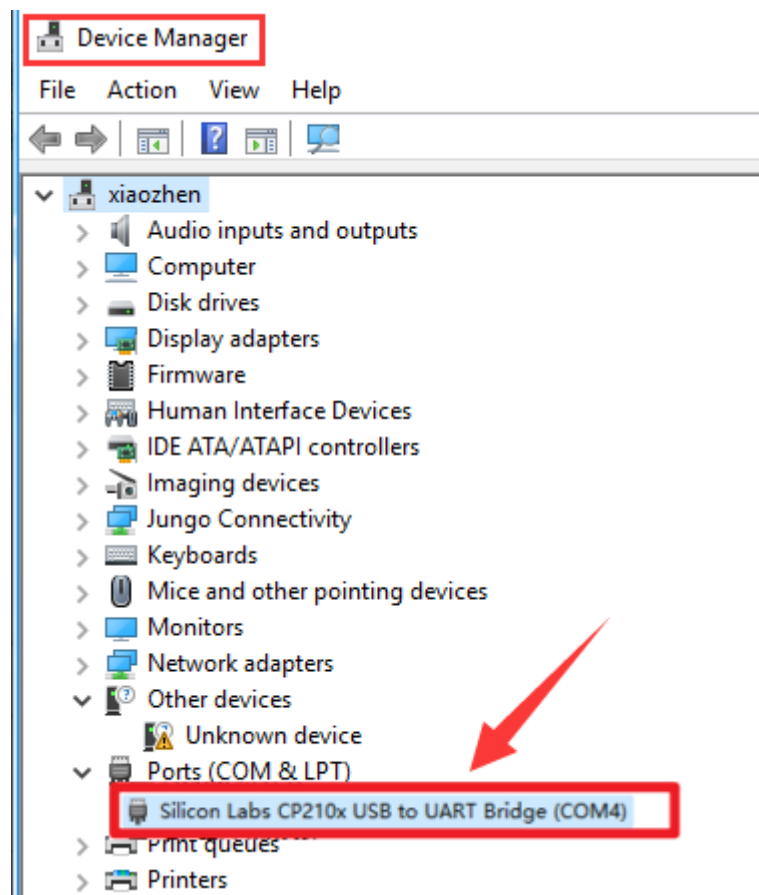 Device Manager
File Action View Help
xiaozhen
Audio inputs and outputs
Computer
Disk drives
Display adapters
Firmware
Human Interface Devices
IDE ATA/ATAPI controllers
Imaging devices
Jungo Connectivity
Keyboards
Mice and other pointing devices
Monitors
Network adapters
Other devices
Unknown device
Ports (COM & LPT)
Silicon Labs CP210x USB to UART Bridge (COM4)
Print queues
Printers